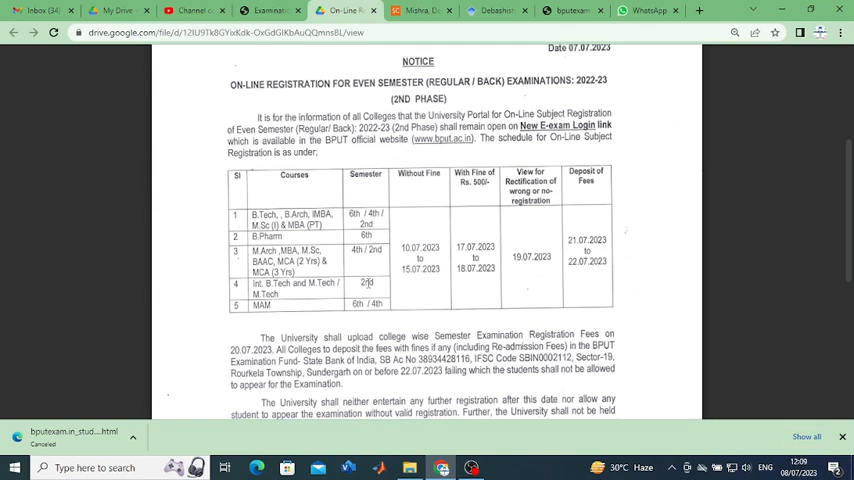 Inbox (34)
My Drive -
Channel c
Examination
On-Line R
Mishra, De
Debashish
bputexam
WhatsApp
drive.google.com/file/d/12IU9Tk8GYixKdk-OxGdGIKbAuQQmnsBL/view
Date 07.07.2023
NOTICE
ON-LINE REGISTRATION FOR EVEN SEMESTER (REGULAR / BACK) EXAMINATIONS: 2022-23
(2ND PHASE)
It is for the information of all Colleges that the University Portal for On-Line Subject Registration
of Even Semester (Regular/ Back): 2022-23 (2nd Phase) shall remain open on New E-exam Login link
which is available in the BPUT official website (www.bput.ac.in). The schedule for On-Line Subject
Registration is as under;
Sl Courses Semester Without Fine With Fine of Rs. 500/- View for Rectification of wrong or no-registration Deposit of Fees
1 B.Tech, , B.Arch, IMBA, 6th / 4th /
M.Sc (I) & MBA (PT) 2nd
2 B.Pharm 6th
3 M.Arch ,MBA, M.Sc, 4th / 2nd
BAAC, MCA (2 Yrs) &
MCA (3 Yrs)
4 Int. B.Tech and M.Tech / 2nd
M.Tech
5 MAM 6th / 4th
10.07.2023
to
15.07.2023
17.07.2023
to
18.07.2023
19.07.2023
21.07.2023
to
22.07.2023
The University shall upload college wise Semester Examination Registration Fees on
20.07.2023. All Colleges to deposit the fees with fines if any (including Re-admission Fees) in the BPUT
Examination Fund- State Bank of India, SB Ac No 38934428116, IFSC Code SBIN0002112, Sector-19,
Rourkela Township, Sundergarh on or before 22.07.2023 failing which the students shall not be allowed
to appear for the Examination.
The University shall neither entertain any further registration after this date nor allow any
student to appear the examination without valid registration. Further, the University shall not be held
bputexam.in_stud....html
Canceled
Show all
Type here to search
30°C Haze
ENG
12:09
08/07/2023
2